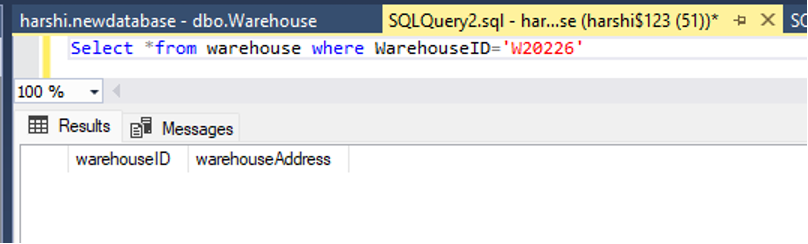 harshi.newdatabase - dbo.Warehouse
SQLQuery2.sql - har...se (harshi$123 (51))*
Select *from warehouse where WarehouseID='W20226'
100 %
Results
Messages
warehouseID warehouseAddress